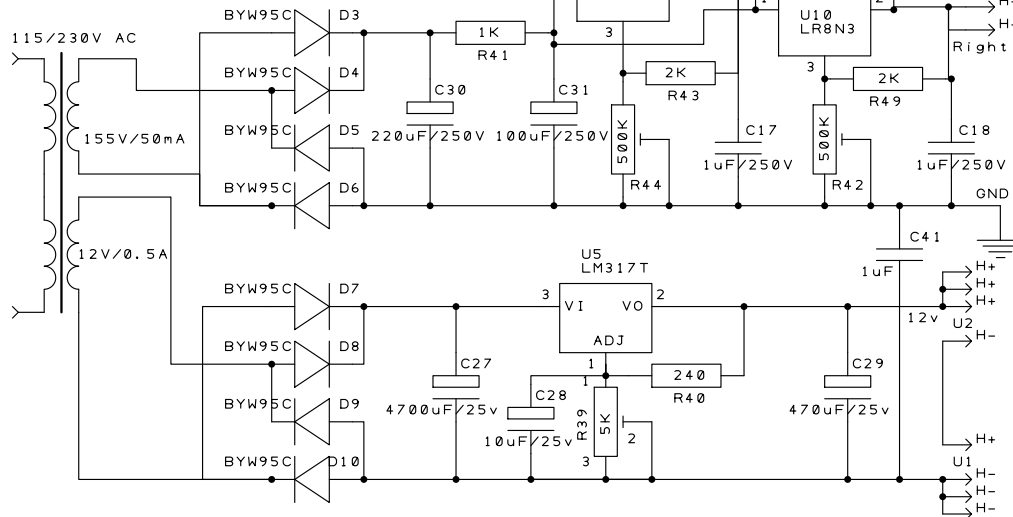 BYW95C D3
1
2
H-
U10
LR8N3
H-
115/230V AC
1K
R41
3
Right
BYW95C D4
2K
R43
3
2K
R49
C30
220uF/250V
C31
100uF/250V
155V/50mA
BYW95C D5
500K
R44
C17
1uF/250V
500K
R42
C18
1uF/250V
BYW95C D6
GND
12V/0.5A
U5
LM317T
C41
1uF
H+
H+
H+
BYW95C D7
3 VI VO 2
ADJ
12v
U2
H-
BYW95C D8
C27
4700uF/25v
1
1
240
R40
C29
470uF/25v
BYW95C D9
C28
10uF/25v
R39
5K
2
3
H+
U1
BYW95C D10
H-
H-
H-